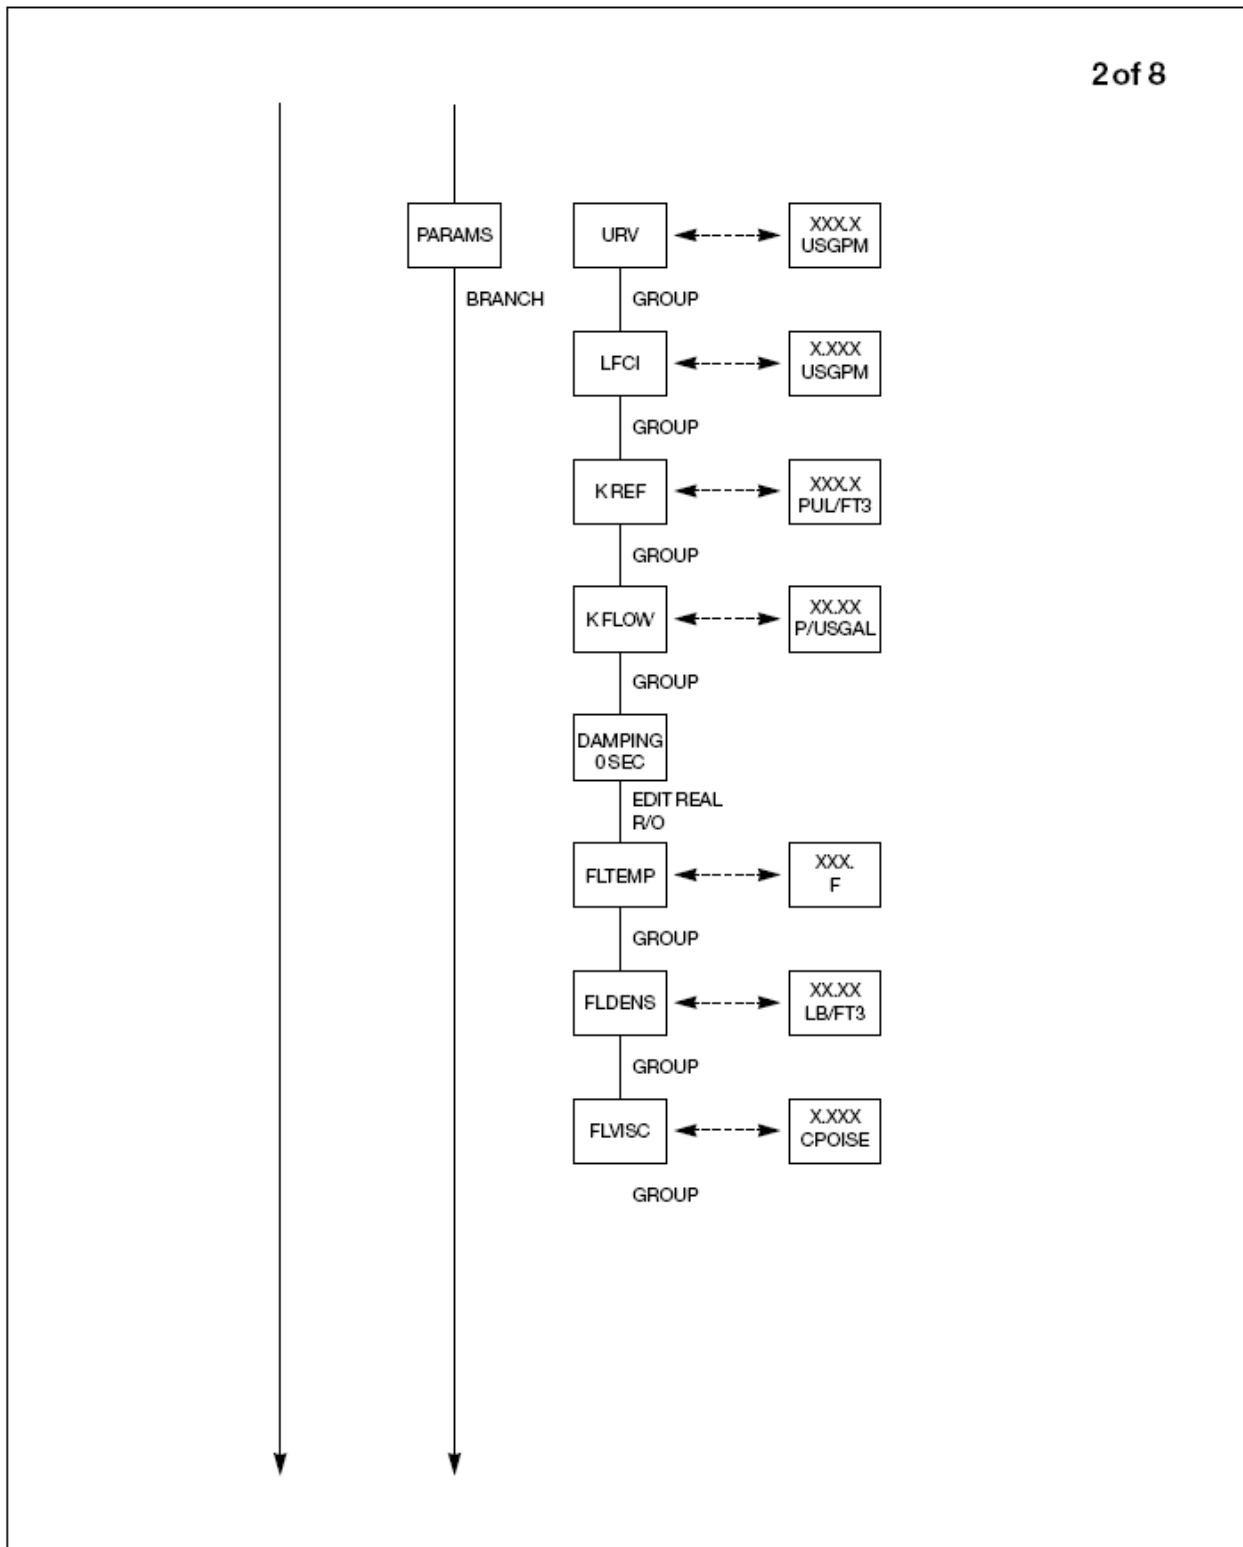 2 of 8
PARAMS
BRANCH
URV
XXX.X
USGPM
GROUP
LFCI
X.XXX
USGPM
GROUP
K REF
XXX.X
PUL/FT3
GROUP
K FLOW
XX.XX
P/USGAL
GROUP
DAMPING
0 SEC
EDIT REAL
R/O
FLTEMP
XXX.
F
GROUP
FLDENS
XX.XX
LB/FT3
GROUP
FLVISC
X.XXX
CPOISE
GROUP